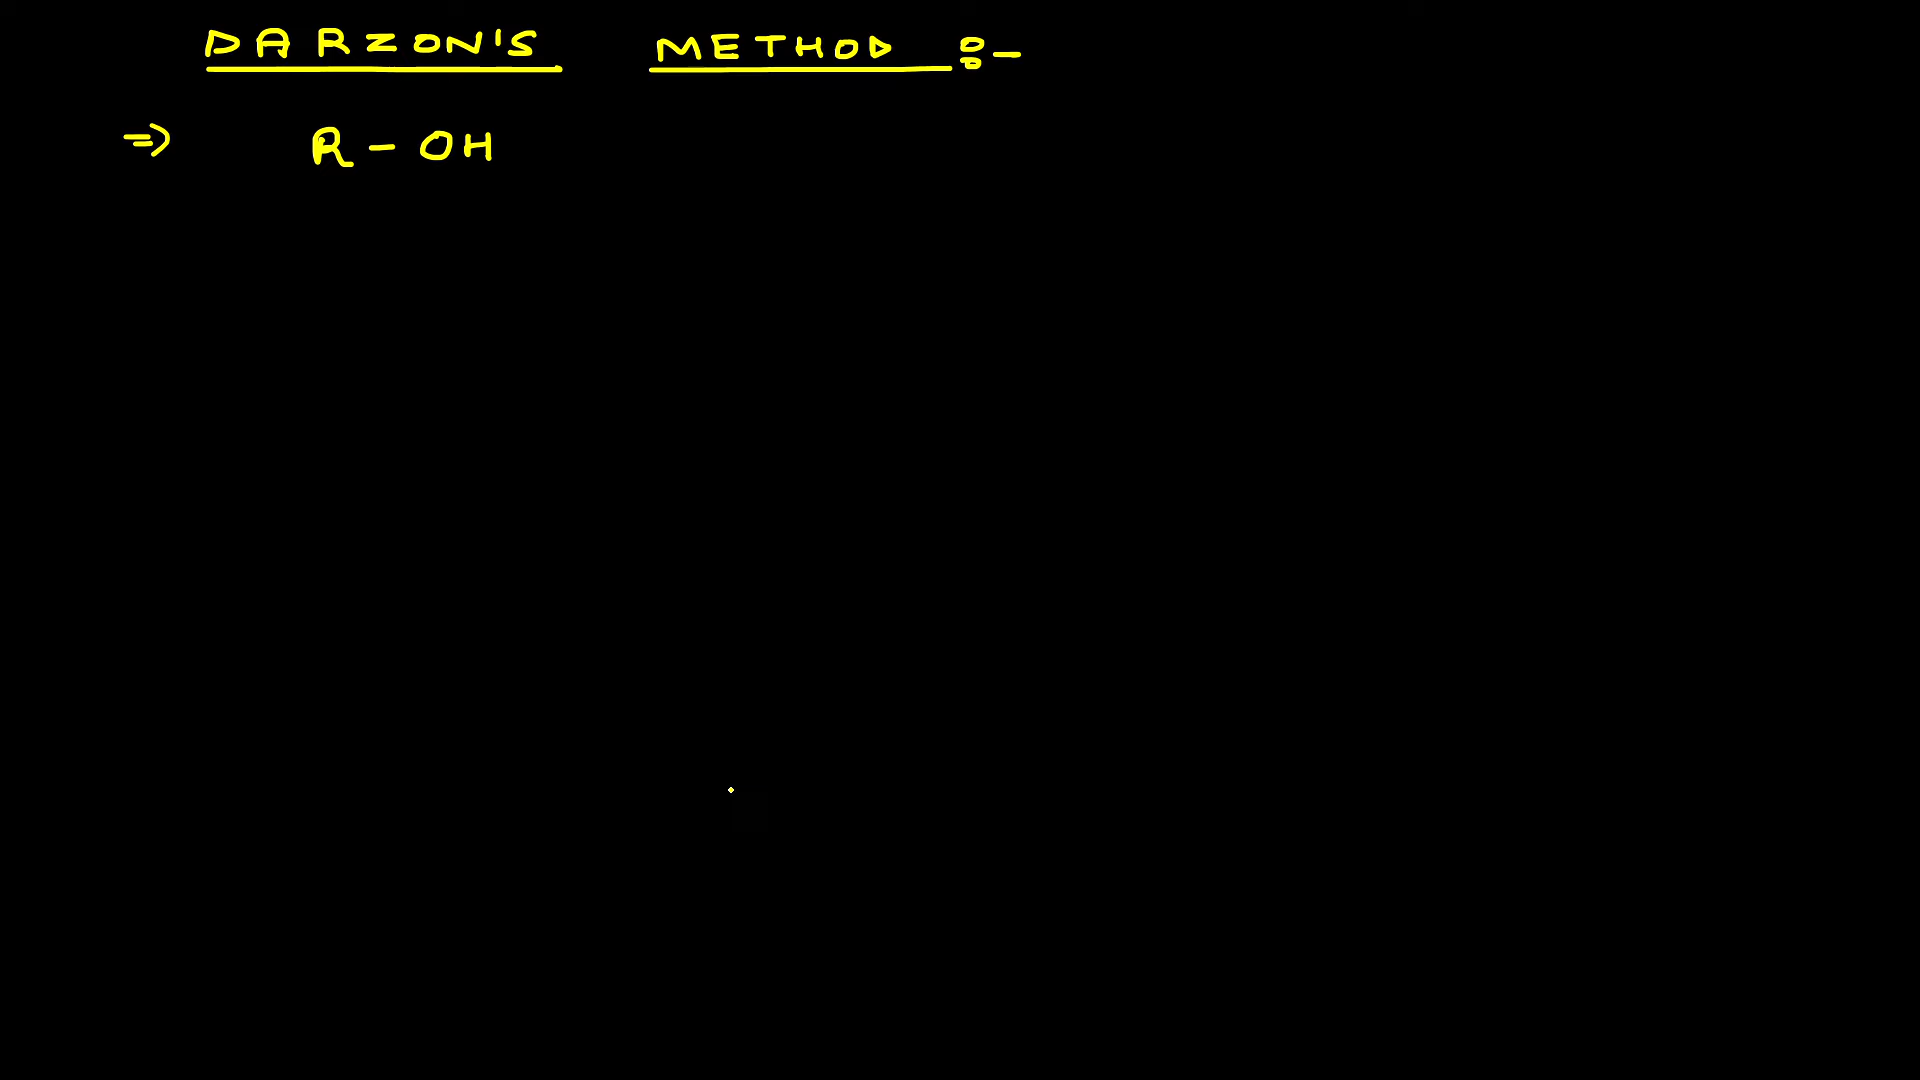 DARZON'S METHOD :-
⇒ R - OH